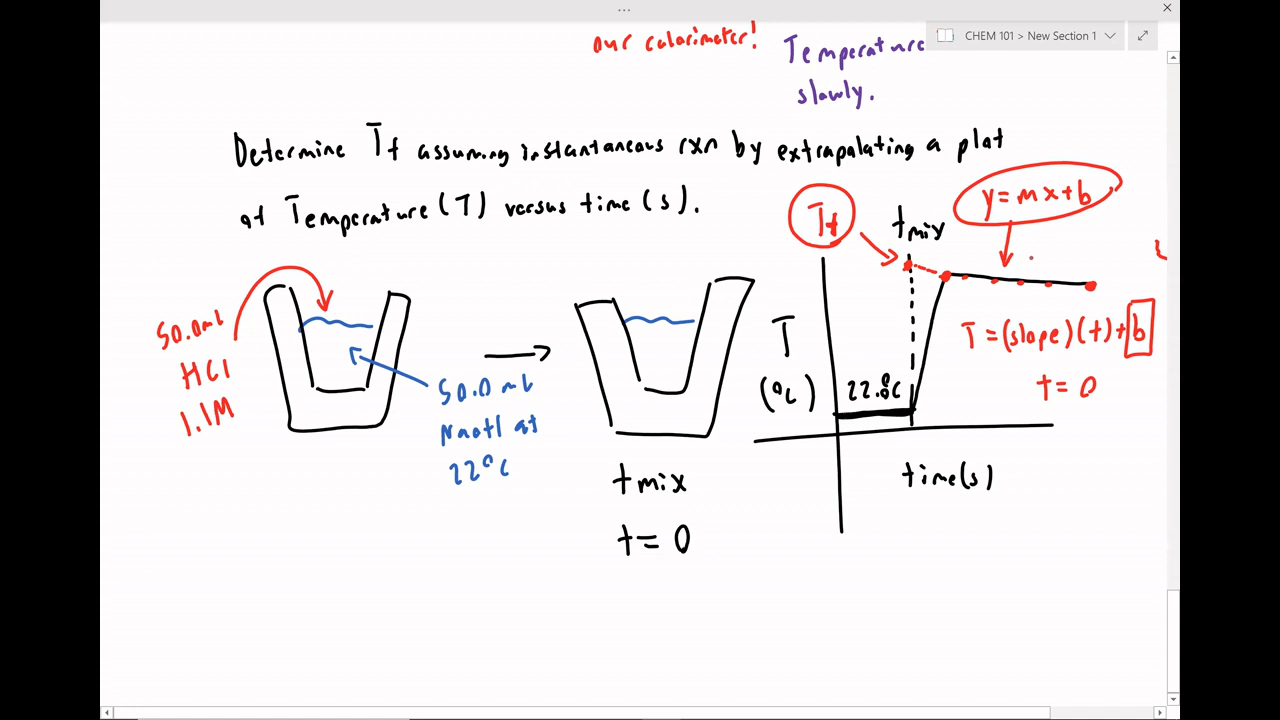 our calorimeter!
Temperature
slowly.
CHEM 101 > New Section 1
Determine Tf assuming instantaneous rxn by extrapolating a plot
of Temperature (T) versus time (s).
Tf
tmix
y = mx + b
50.0 mL
HCl
1.1M
50.0 mL
NaOH at
22°C
tmix
t = 0
T
(°C)
22.°C
time(s)
T = (slope)(t) + b
t = 0